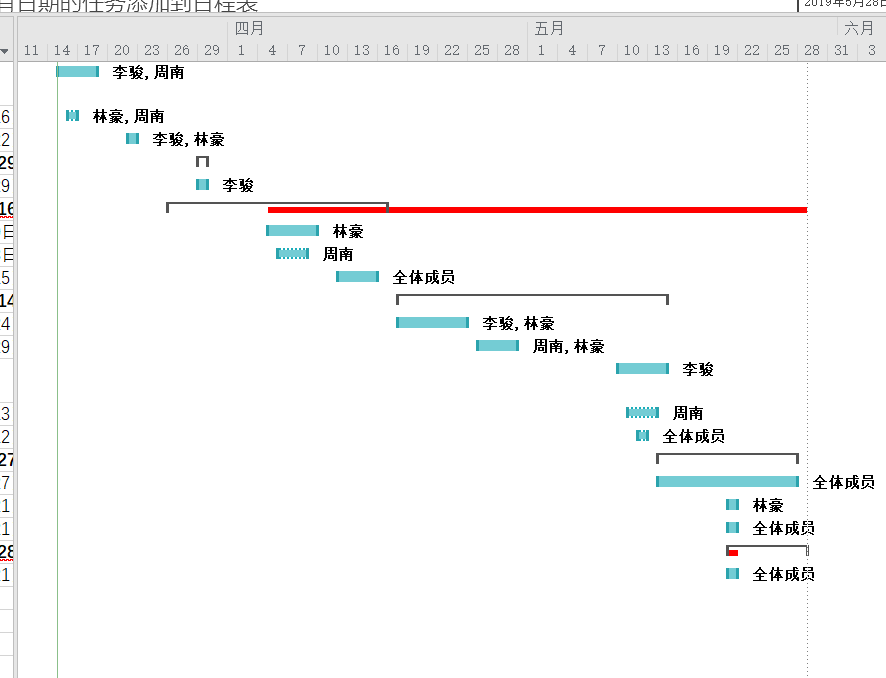 有日期的任务添加到日程表
2019年5月28日
四月 五月 六月
11 14 17 20 23 26 29 1 4 7 10 13 16 19 22 25 28 1 4 7 10 13 16 19 22 25 28 31 3
李骏, 周南
6 林豪, 周南
2 李骏, 林豪
29
9 李骏
16
日 林豪
日 周南
5 全体成员
14
24 李骏, 林豪
29 周南, 林豪
李骏
3 周南
2 全体成员
27
7 全体成员
1 林豪
1 全体成员
28
1 全体成员